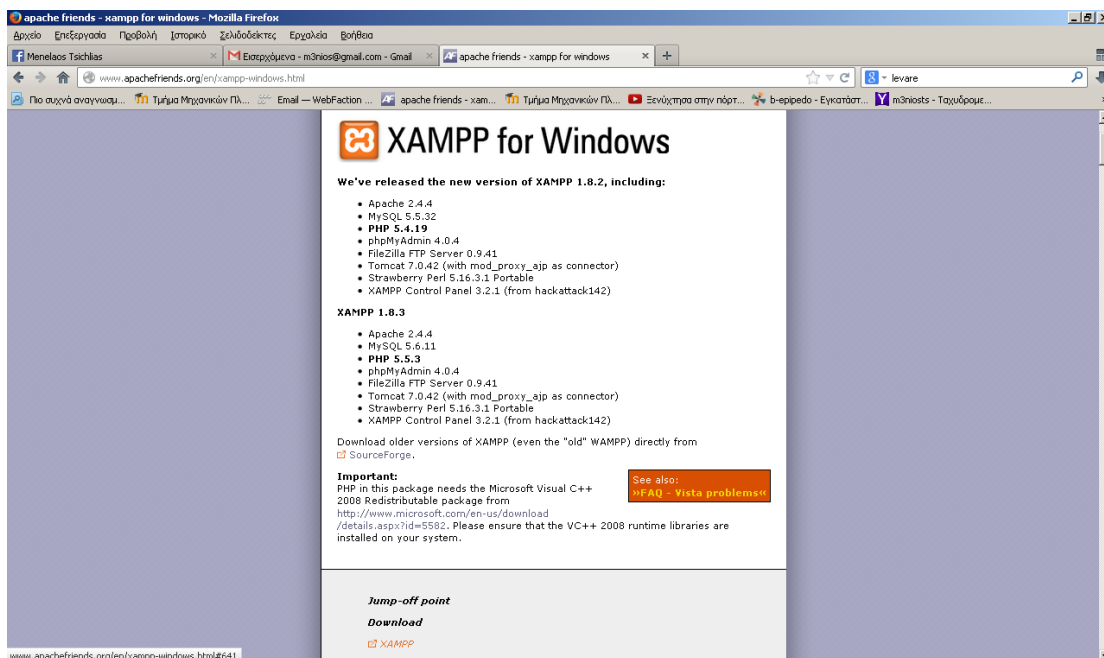 apache friends - xampp for windows - Mozilla Firefox
Αρχείο Επεξεργασία Προβολή Ιστορικό Σελιδοδείκτες Εργαλεία Βοήθεια
Menelaos Tsichlias
Εισερχόμενα - m3nios@gmail.com - Gmail
apache friends - xampp for windows
www.apachefriends.org/en/xampp-windows.html
levare
Πιο συχνά αναγνωσμ... Τμήμα Μηχανικών Πλ... Email — WebFaction ... apache friends - xam... Τμήμα Μηχανικών Πλ... Ξενύχτησα στην πόρτ... b-epipedo - Εγκατάστ... m3niosts - Ταχυδρομε...
XAMPP for Windows
We've released the new version of XAMPP 1.8.2, including:
Apache 2.4.4
MySQL 5.5.32
PHP 5.4.19
phpMyAdmin 4.0.4
FileZilla FTP Server 0.9.41
Tomcat 7.0.42 (with mod_proxy_ajp as connector)
Strawberry Perl 5.16.3.1 Portable
XAMPP Control Panel 3.2.1 (from hackattack142)
XAMPP 1.8.3
Apache 2.4.4
MySQL 5.6.11
PHP 5.5.3
phpMyAdmin 4.0.4
FileZilla FTP Server 0.9.41
Tomcat 7.0.42 (with mod_proxy_ajp as connector)
Strawberry Perl 5.16.3.1 Portable
XAMPP Control Panel 3.2.1 (from hackattack142)
Download older versions of XAMPP (even the "old" WAMPP) directly from
SourceForge.
Important:
PHP in this package needs the Microsoft Visual C++
2008 Redistributable package from
http://www.microsoft.com/en-us/download
/details.aspx?id=5582. Please ensure that the VC++ 2008 runtime libraries are
installed on your system.
See also:
»FAQ - Vista problems«
Jump-off point
Download
XAMPP
www.apachefriends.org/en/xampp-windows.html#641